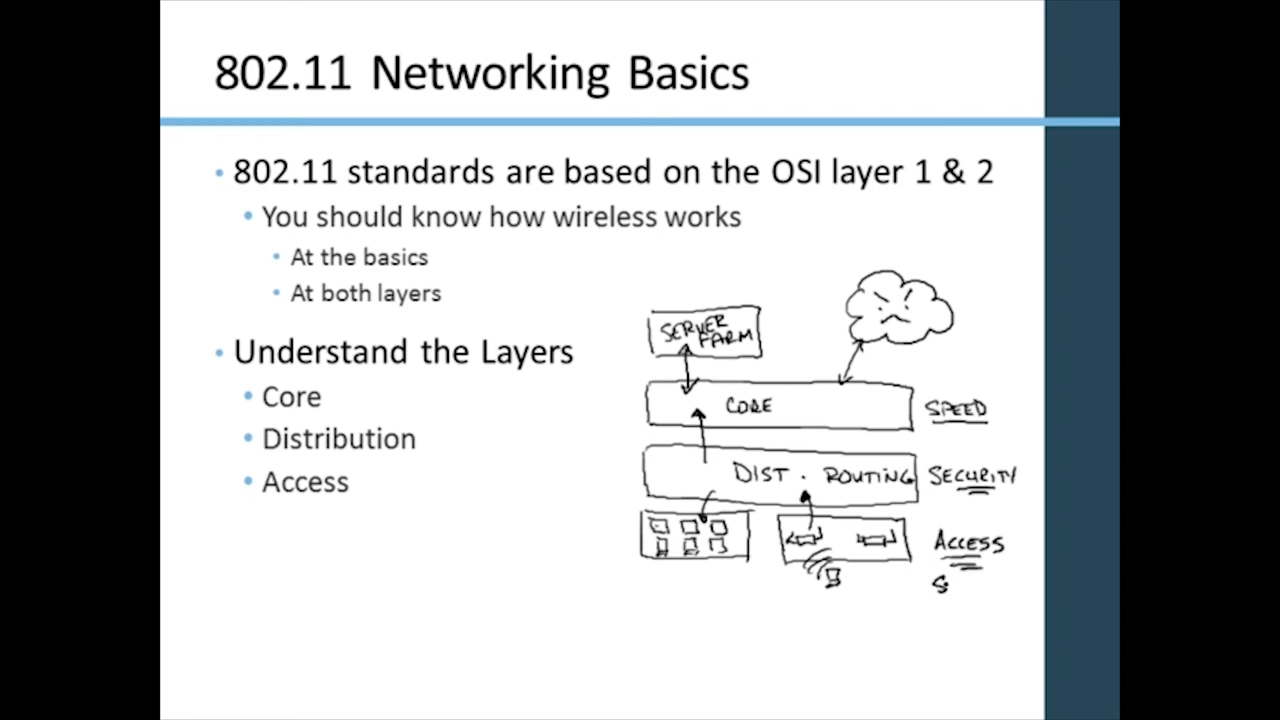 802.11 Networking Basics
• 802.11 standards are based on the OSI layer 1 & 2
• You should know how wireless works
• At the basics
• At both layers
• Understand the Layers
• Core
• Distribution
• Access
SERVER
FARM
CORE
SPEED
DIST. ROUTING
SECURITY
ACCESS
S